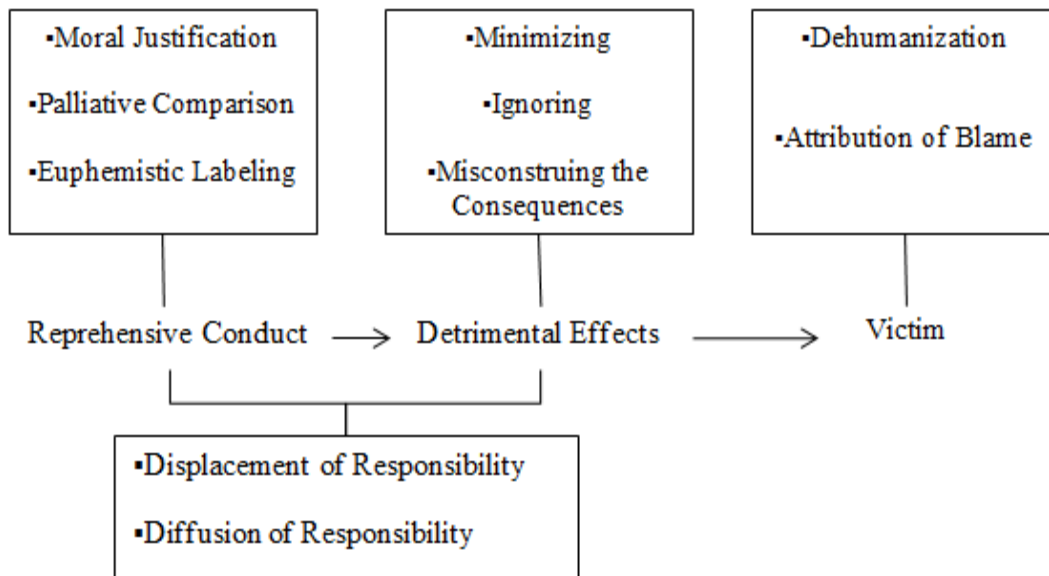 ▪Moral Justification
▪Palliative Comparison
▪Euphemistic Labeling
▪Minimizing
▪Ignoring
▪Misconstruing the
Consequences
▪Dehumanization
▪Attribution of Blame
Reprehensive Conduct
Detrimental Effects
Victim
▪Displacement of Responsibility
▪Diffusion of Responsibility